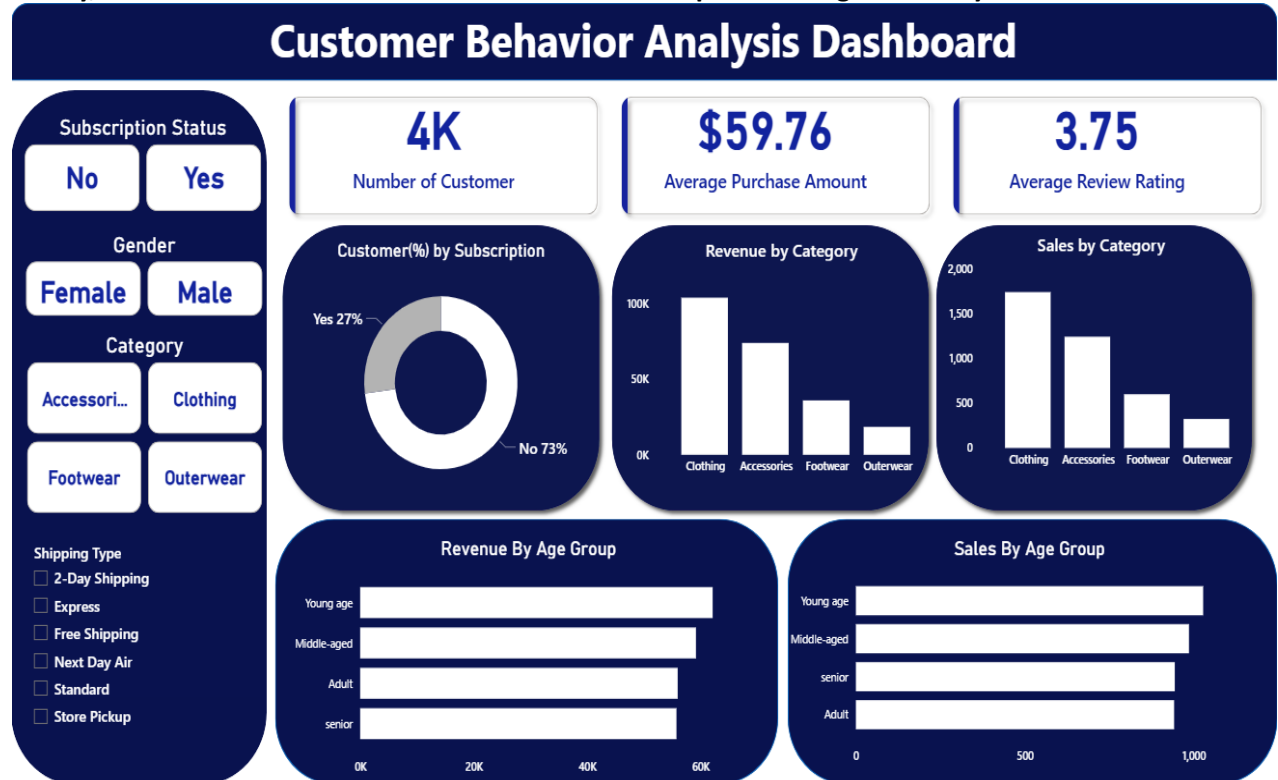 Customer Behavior Analysis Dashboard
Subscription Status
No
Yes
Gender
Female
Male
Category
Accessori...
Clothing
Footwear
Outerwear
Shipping Type
2-Day Shipping
Express
Free Shipping
Next Day Air
Standard
Store Pickup
4K
Number of Customer
$59.76
Average Purchase Amount
3.75
Average Review Rating
Customer(%) by Subscription
Yes 27%
No 73%
Revenue by Category
100K
50K
0K
Clothing Accessories Footwear Outerwear
Sales by Category
2,000
1,500
1,000
500
0
Clothing Accessories Footwear Outerwear
Revenue By Age Group
Young age
Middle-aged
Adult
senior
0K 20K 40K 60K
Sales By Age Group
Young age
Middle-aged
senior
Adult
0 500 1,000